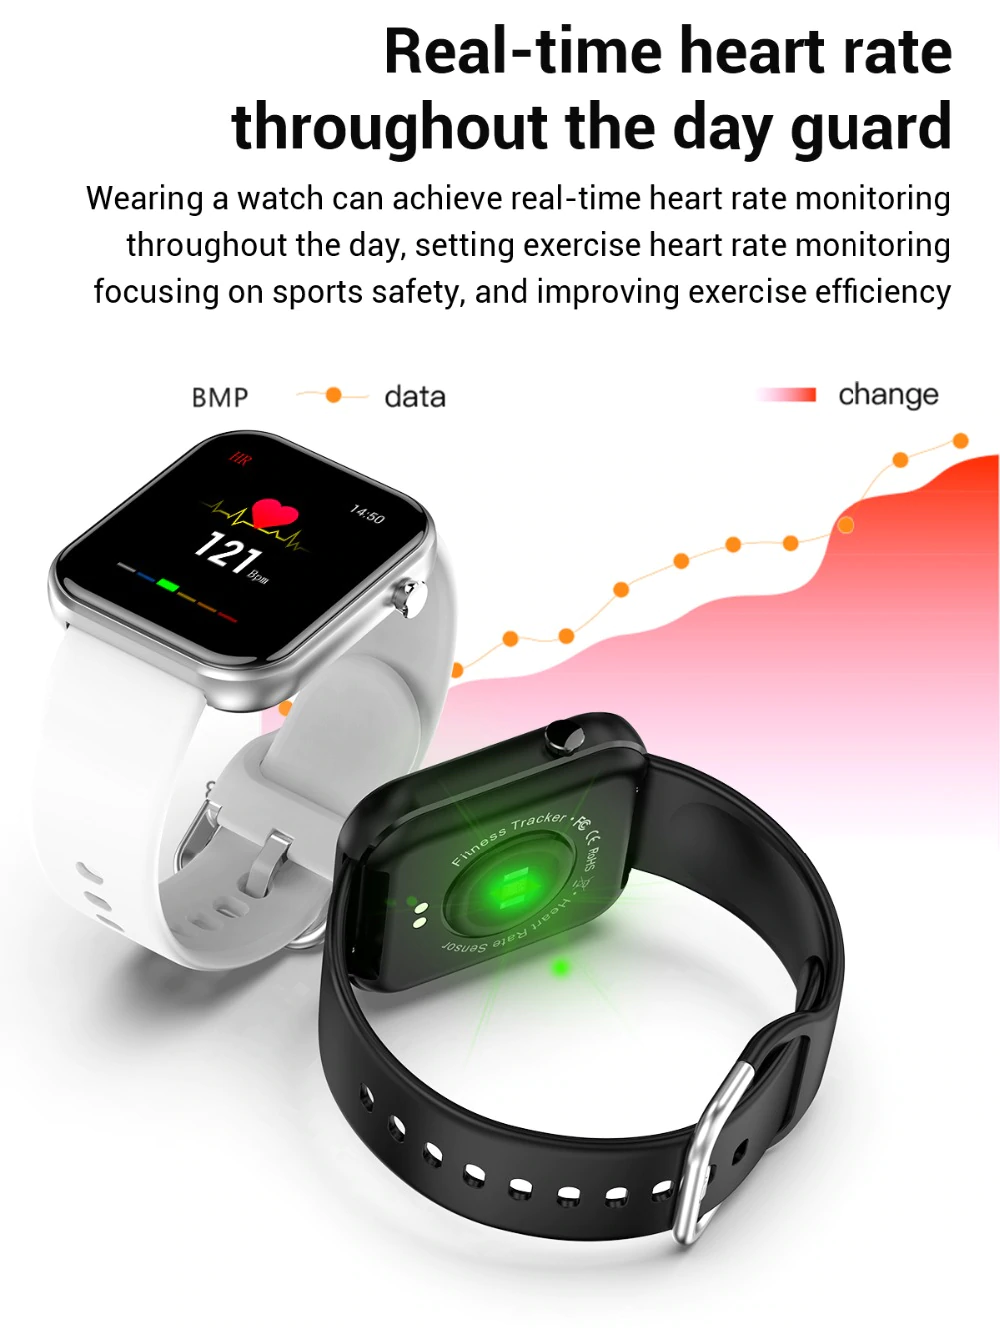 Real-time heart rate
throughout the day guard
Wearing a watch can achieve real-time heart rate monitoring
throughout the day, setting exercise heart rate monitoring
focusing on sports safety, and improving exercise efficiency
BMP
data
change
HR
14:50
121
Bpm
Fitness Tracker • FC CE RoHS
• Heart Rate Sensor